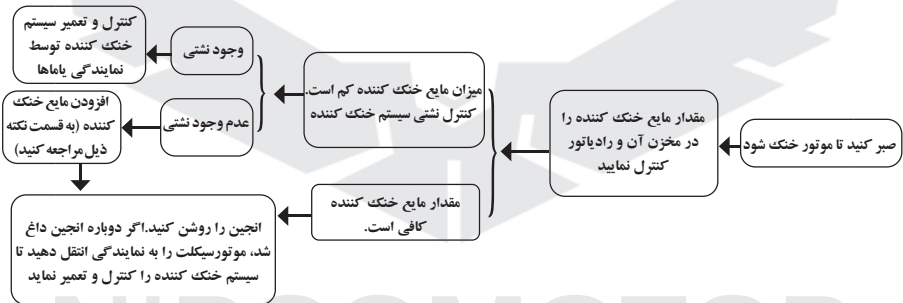 صبر کنید تا موتور خنک شود
مقدار مایع خنک کننده را
در مخزن آن و رادیاتور
کنترل نمایید
میزان مایع خنک کننده کم است.
کنترل نشتی سیستم خنک کننده
وجود نشتی
کنترل و تعمیر سیستم
خنک کننده توسط
نمایندگی یاماها
عدم وجود نشتی
افزودن مایع خنک
کننده (به قسمت نکته
ذیل مراجعه کنید)
مقدار مایع خنک کننده
کافی است.
انجین را روشن کنید.اگر دوباره انجین داغ
شد، موتورسیکلت را به نمایندگی انتقل دهید تا
سیستم خنک کننده را کنترل و تعمیر نماید